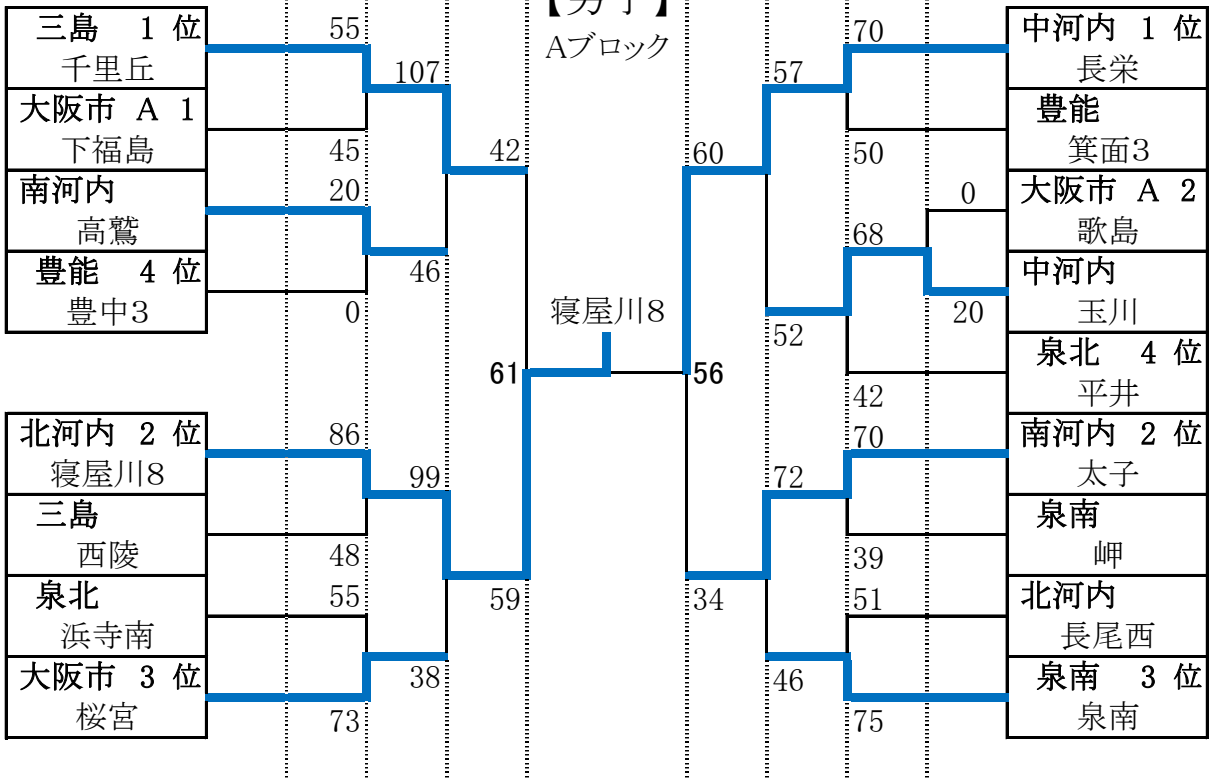 【男子】
Aブロック
三島 1 位
千里丘
大阪市 A 1
下福島
南河内
高鷲
豊能 4 位
豊中3
北河内 2 位
寝屋川8
三島
西陵
泉北
浜寺南
大阪市 3 位
桜宮
55
45
20
0
86
48
55
73
107
46
99
38
42
59
61
寝屋川8
56
60
34
57
52
72
46
70
50
68
42
70
39
51
75
0
20
中河内 1 位
長栄
豊能
箕面3
大阪市 A 2
歌島
中河内
玉川
泉北 4 位
平井
南河内 2 位
太子
泉南
岬
北河内
長尾西
泉南 3 位
泉南